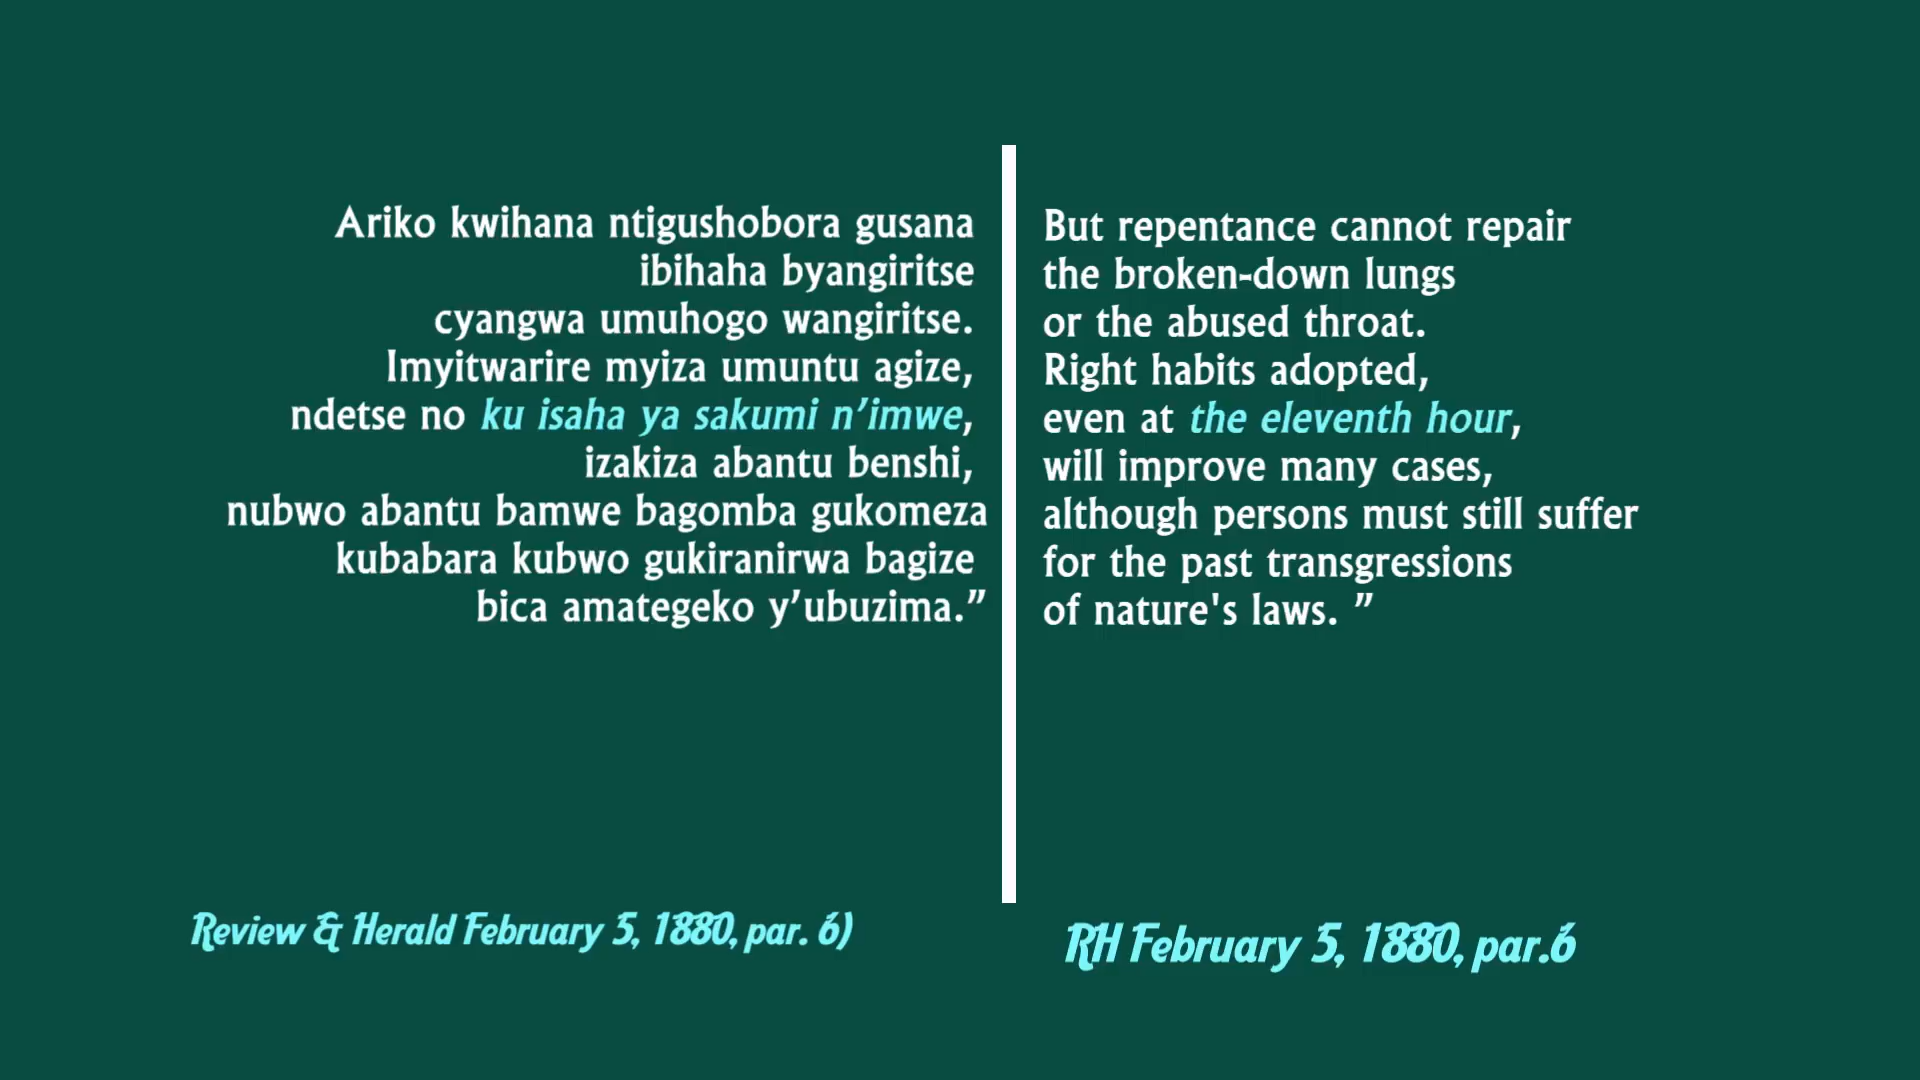 Ariko kwihana ntigushobora gusana
ibihaha byangiritse
cyangwa umuhogo wangiritse.
Imyitwarire myiza umuntu agize,
ndetse no ku isaha ya sakumi n’imwe,
izakiza abantu benshi,
nubwo abantu bamwe bagomba gukomeza
kubabara kubwo gukiranirwa bagize
bica amategeko y’ubuzima.”
Review & Herald February 5, 1880, par. 6)
But repentance cannot repair
the broken-down lungs
or the abused throat.
Right habits adopted,
even at the eleventh hour,
will improve many cases,
although persons must still suffer
for the past transgressions
of nature's laws. ”
RH February 5, 1880, par.6